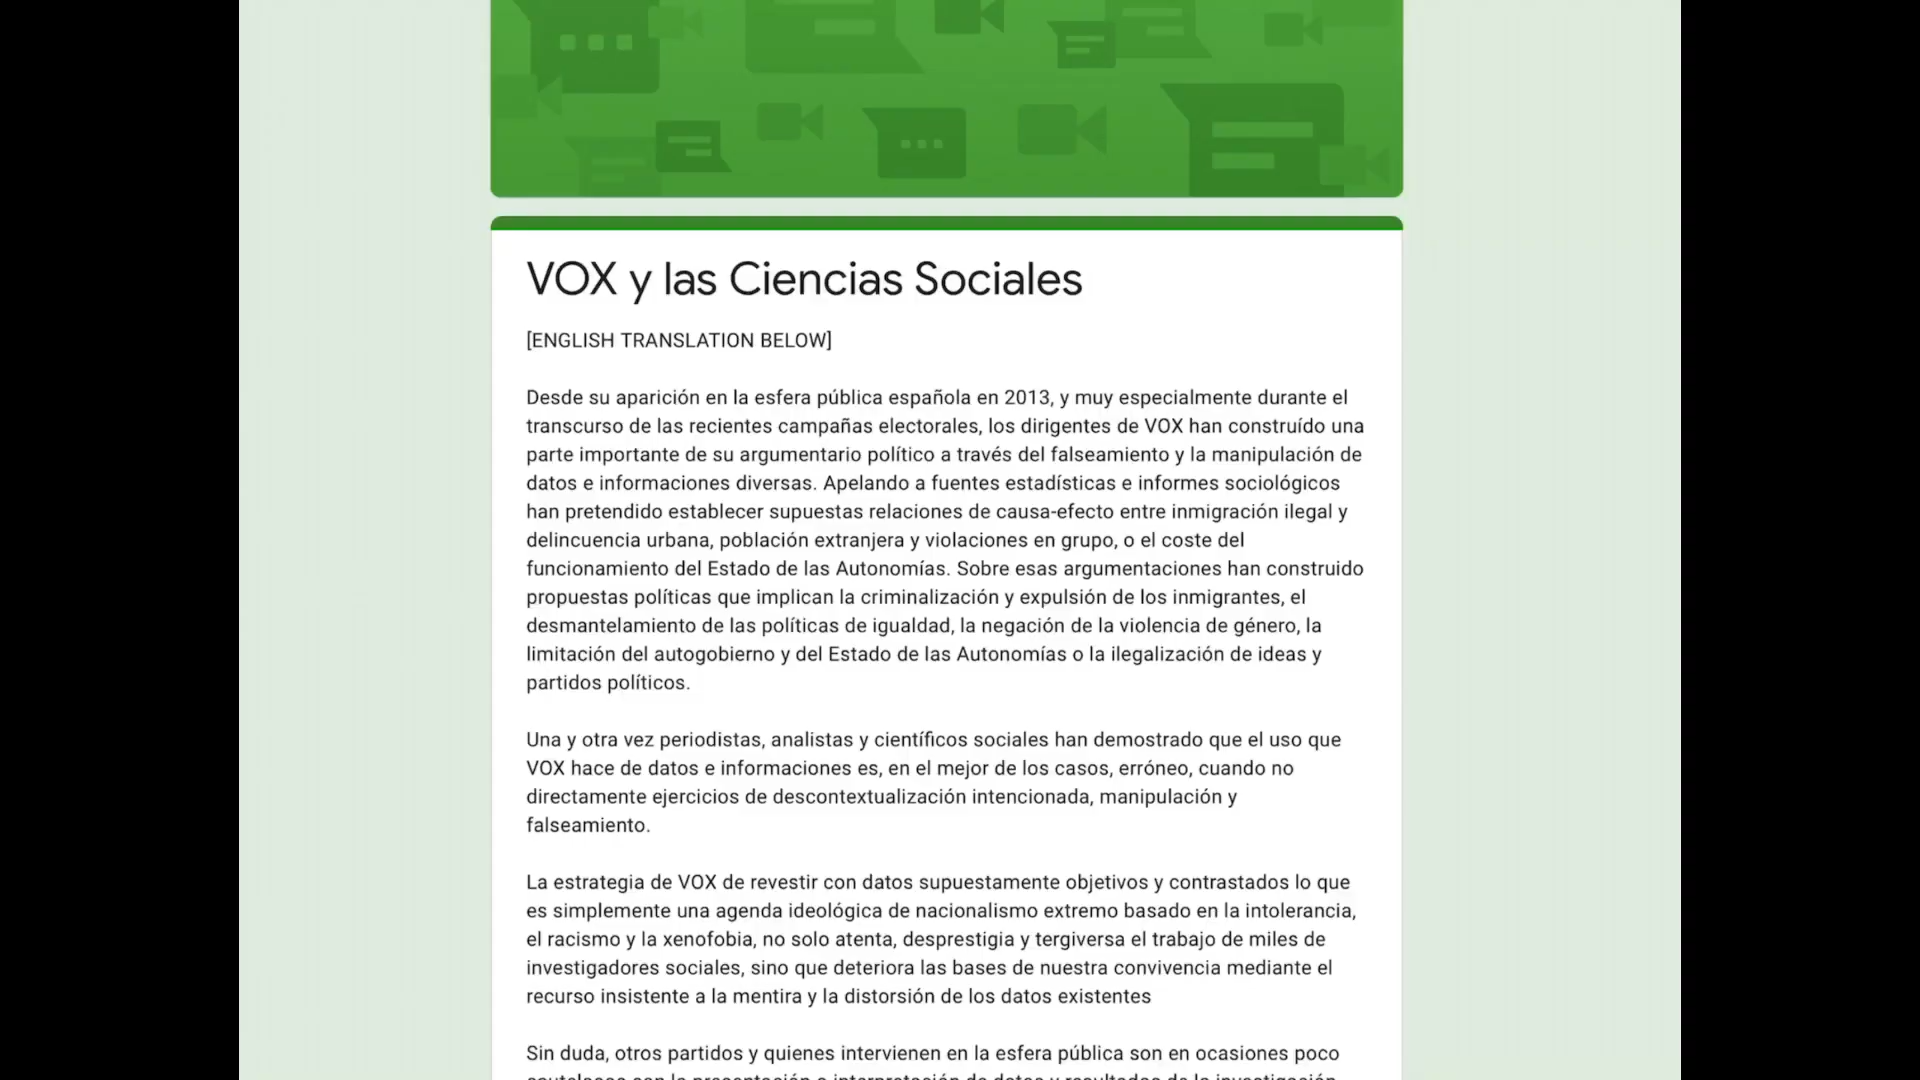 VOX y las Ciencias Sociales
[ENGLISH TRANSLATION BELOW]
Desde su aparición en la esfera pública española en 2013, y muy especialmente durante el
transcurso de las recientes campañas electorales, los dirigentes de VOX han construído una
parte importante de su argumentario político a través del falseamiento y la manipulación de
datos e informaciones diversas. Apelando a fuentes estadísticas e informes sociológicos
han pretendido establecer supuestas relaciones de causa-efecto entre inmigración ilegal y
delincuencia urbana, población extranjera y violaciones en grupo, o el coste del
funcionamiento del Estado de las Autonomías. Sobre esas argumentaciones han construido
propuestas políticas que implican la criminalización y expulsión de los inmigrantes, el
desmantelamiento de las políticas de igualdad, la negación de la violencia de género, la
limitación del autogobierno y del Estado de las Autonomías o la ilegalización de ideas y
partidos políticos.
Una y otra vez periodistas, analistas y científicos sociales han demostrado que el uso que
VOX hace de datos e informaciones es, en el mejor de los casos, erróneo, cuando no
directamente ejercicios de descontextualización intencionada, manipulación y
falseamiento.
La estrategia de VOX de revestir con datos supuestamente objetivos y contrastados lo que
es simplemente una agenda ideológica de nacionalismo extremo basado en la intolerancia,
el racismo y la xenofobia, no solo atenta, desprestigia y tergiversa el trabajo de miles de
investigadores sociales, sino que deteriora las bases de nuestra convivencia mediante el
recurso insistente a la mentira y la distorsión de los datos existentes
Sin duda, otros partidos y quienes intervienen en la esfera pública son en ocasiones poco